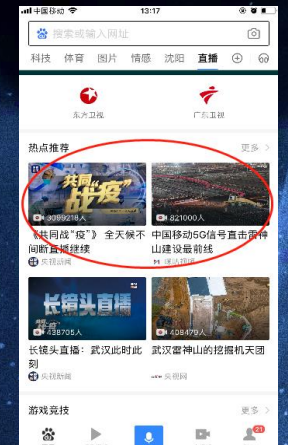 中国移动
13:17
搜索或输入网址
科技 体育 图片 情感 沈阳 直播
东方卫视 广东卫视
热点推荐 更多 >
共同战“疫”
3099218人 821000人
《共同战“疫”》 全天候不 中国移动5G信号直击雷神
间断直播继续 山建设最前线
央视新闻
长镜头直播
438705人 408479人
长镜头直播：武汉此时此 武汉雷神山的挖掘机天团
刻
央视新闻 央视网
游戏竞技 更多 >
21